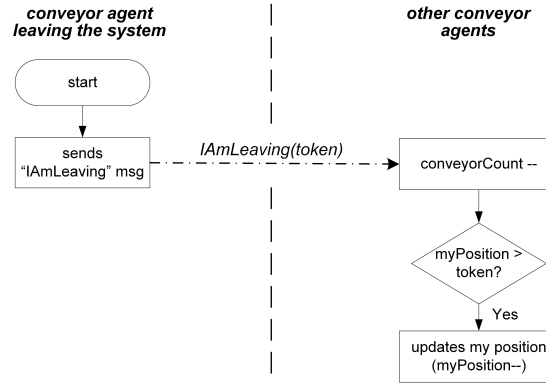 conveyor agent
leaving the system
other conveyor
agents
start
sends
“IAmLeaving” msg
IAmLeaving(token)
conveyorCount --
myPosition >
token?
Yes
updates my position
(myPosition--)